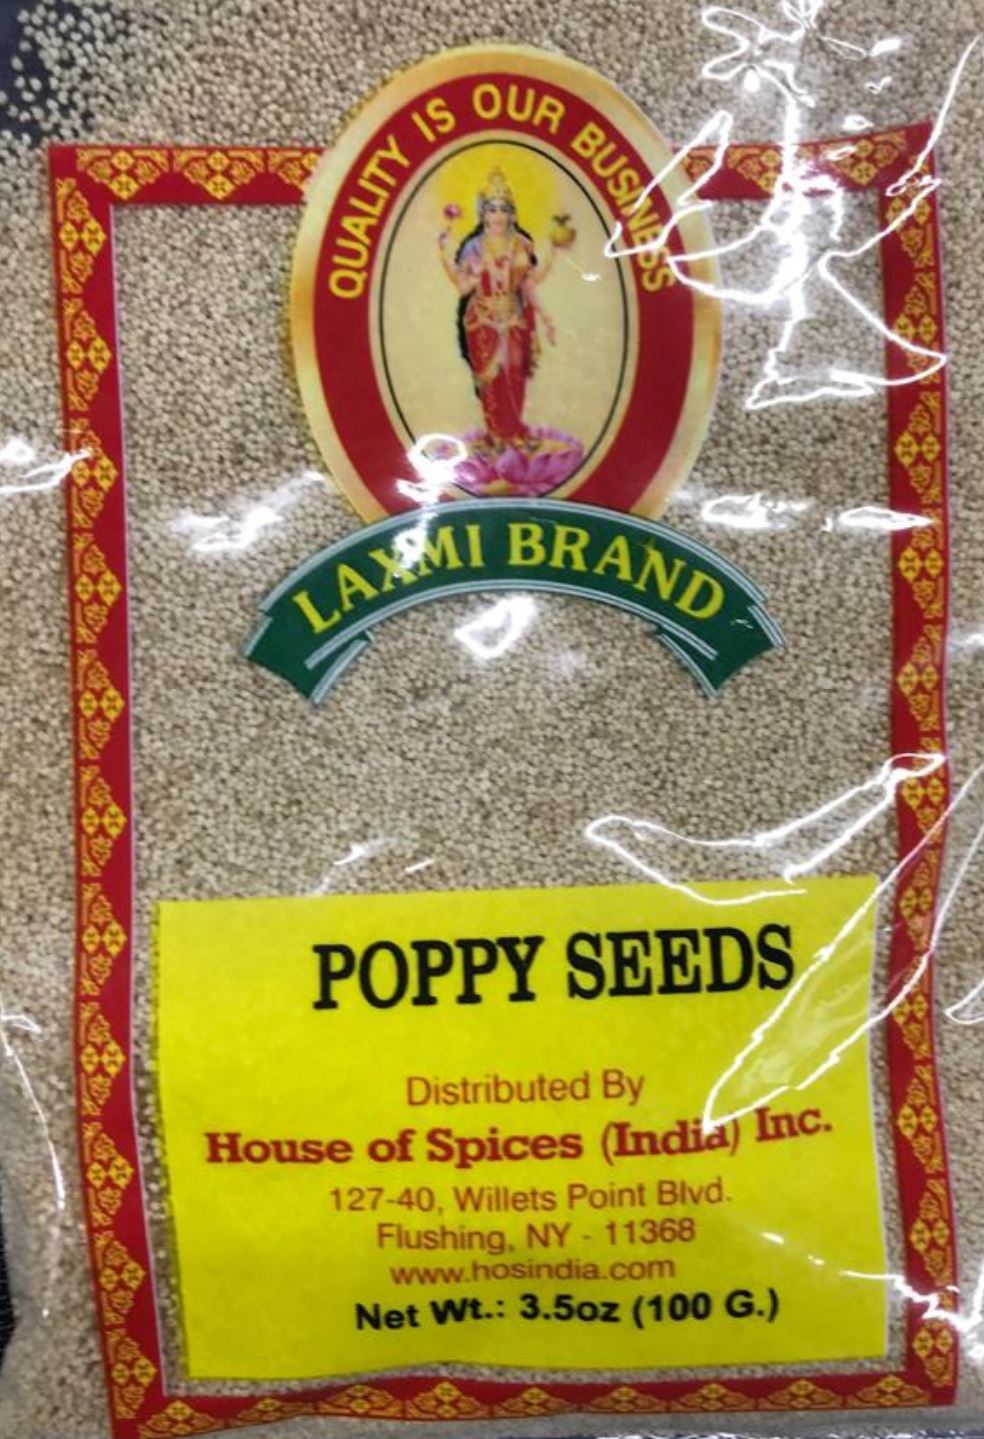 QUALITY IS OUR BUSINESS
LAXMI BRAND
POPPY SEEDS
Distributed By
House of Spices (India) Inc.
127-40, Willets Point Blvd.
Flushing, NY - 11368
www.hosindia.com
Net Wt.: 3.5oz (100 G.)